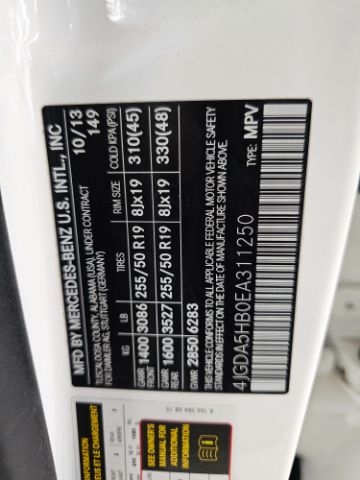 MFD BY MERCEDES-BENZ U.S. INTL., INC
TUSCALOOSA COUNTY, ALABAMA (USA), UNDER CONTRACT
FOR DAIMLER AG, STUTTGART (GERMANY)
10/13
149
KG LB TIRES RIM SIZE COLD KPA(PSI)
GAWR FRONT 1400 3086 255/50 R19 8Jx19 310(45)
GAWR REAR 1600 3527 255/50 R19 8Jx19 330(48)
GVWR 2850 6283
THIS VEHICLE CONFORMS TO ALL APPLICABLE FEDERAL MOTOR VEHICLE SAFETY
STANDARDS IN EFFECT ON THE DATE OF MANUFACTURE SHOWN ABOVE.
4JGDA5HB0EA311250 TYPE: MPV
INFORMATION
ET LE CHARGEMENT
SEE OWNER'S
MANUAL FOR